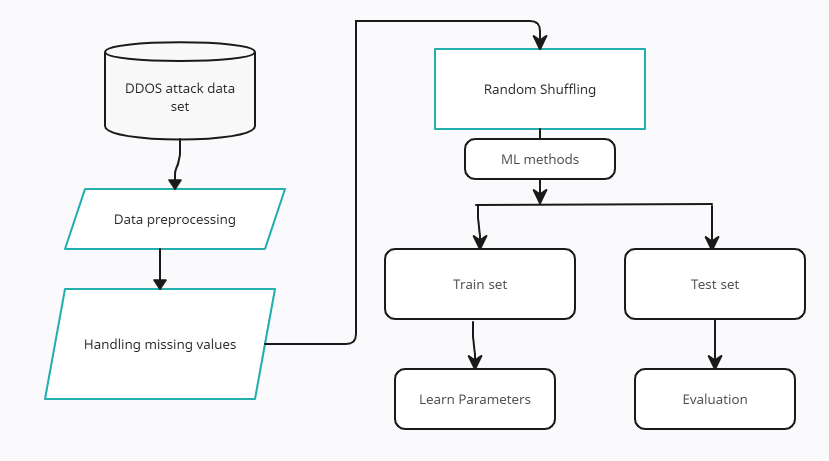 DDOS attack data
set
Data preprocessing
Handling missing values
Random Shuffling
ML methods
Train set
Test set
Learn Parameters
Evaluation